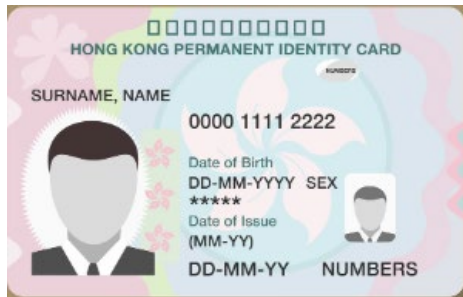 HONG KONG PERMANENT IDENTITY CARD
NUMBERS
SURNAME, NAME
0000 1111 2222
Date of Birth
DD-MM-YYYY SEX
*****
Date of Issue
(MM-YY)
DD-MM-YY NUMBERS